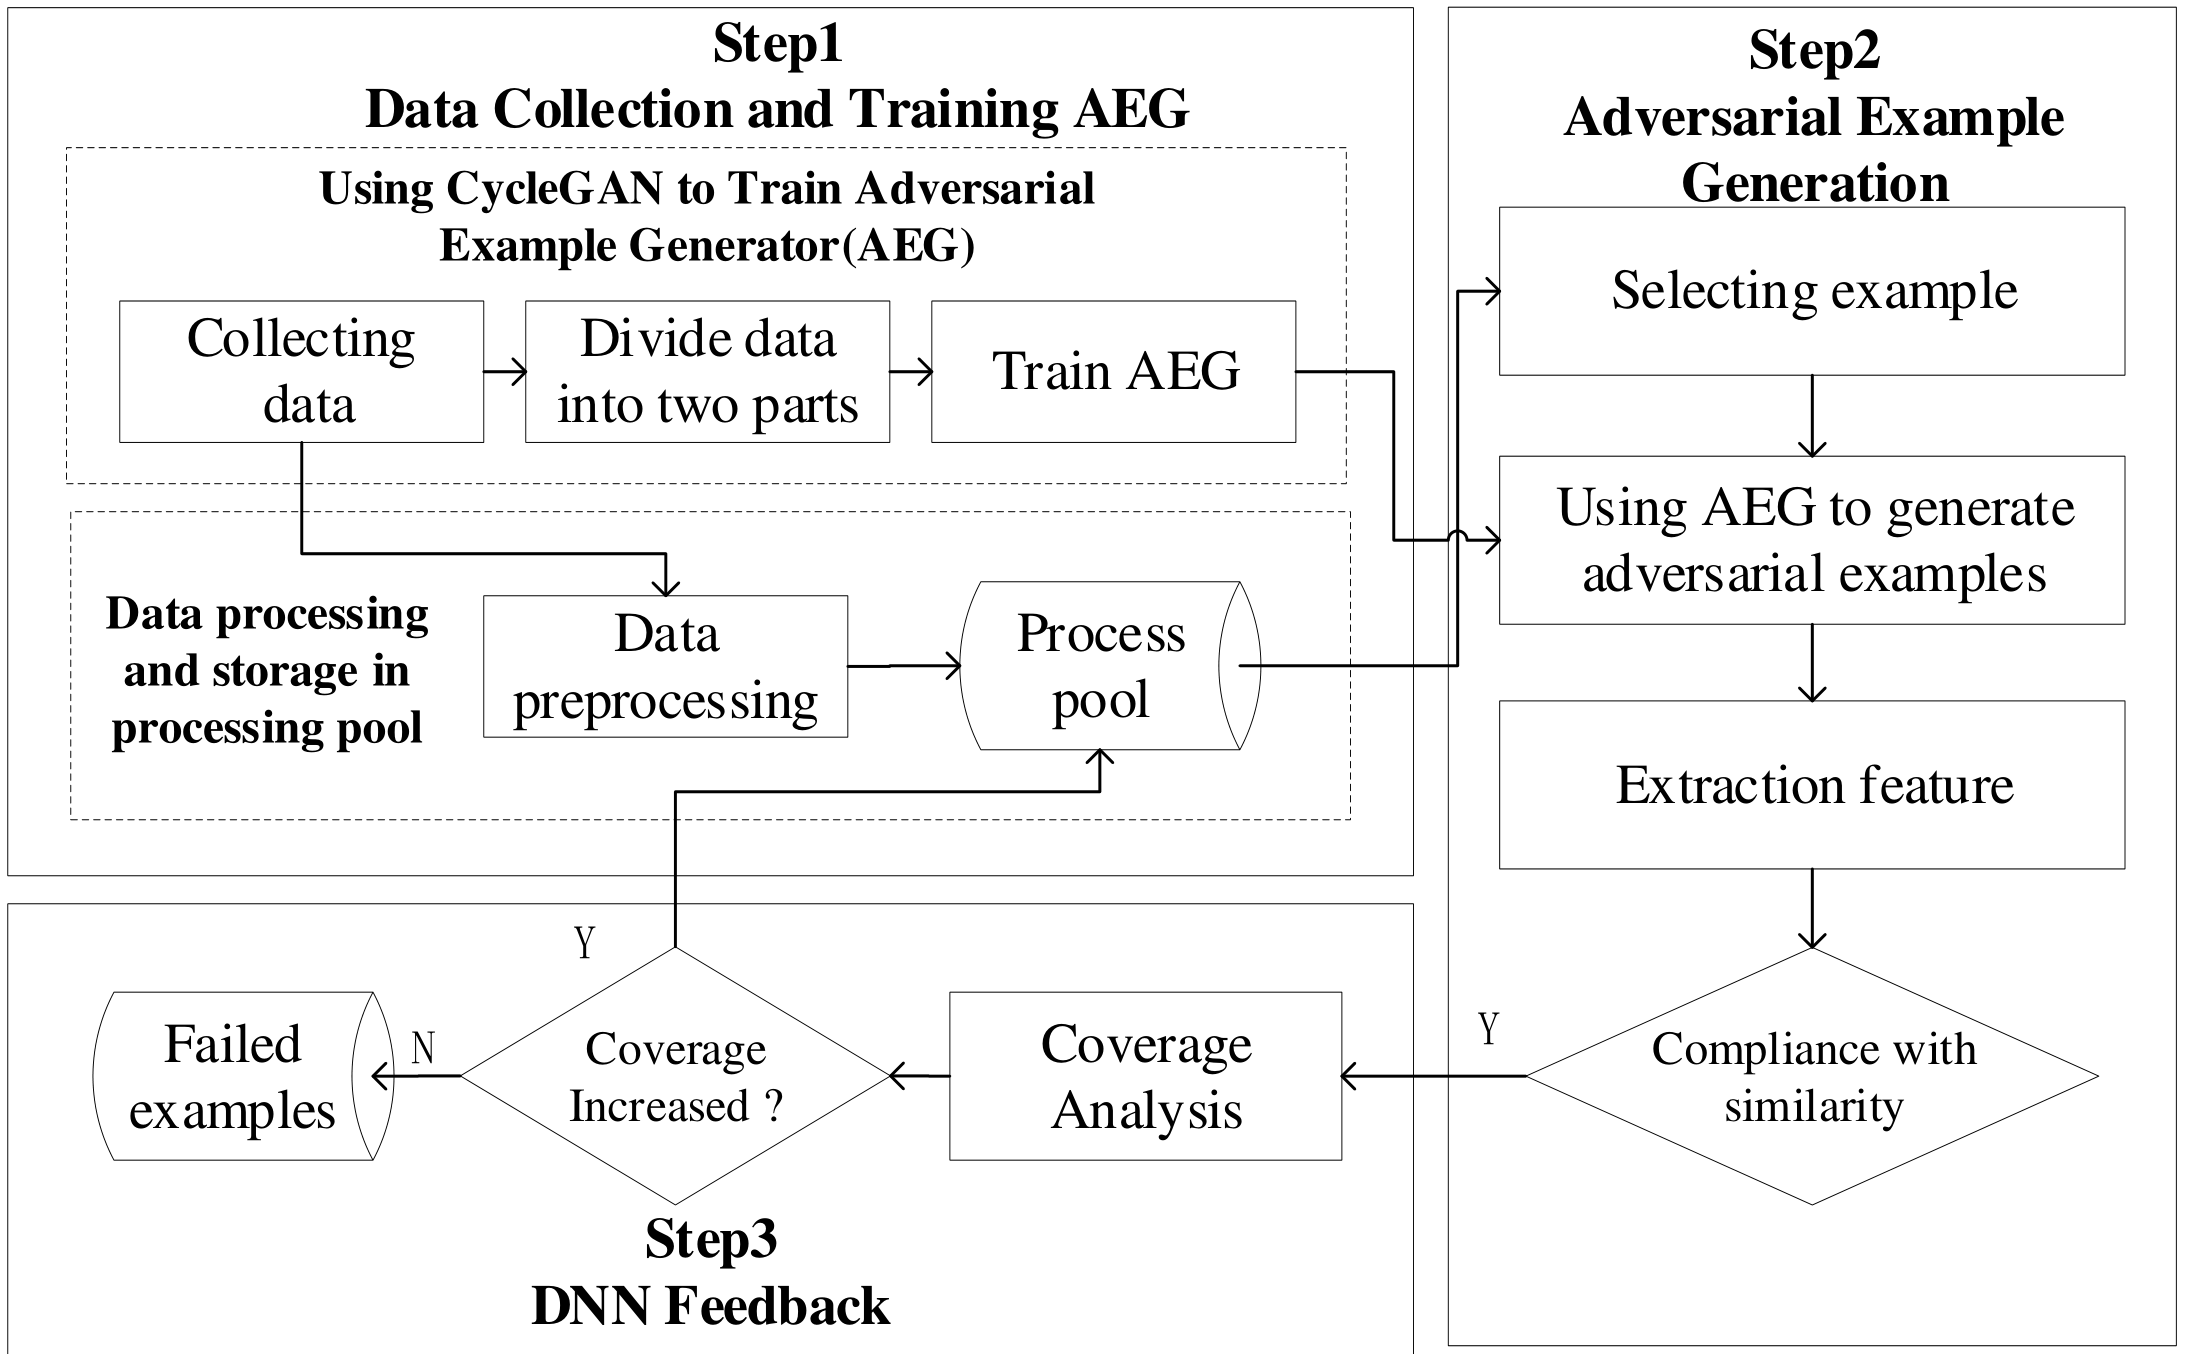 Step1
Data Collection and Training AEG
Using CycleGAN to Train Adversarial
Example Generator(AEG)
Collecting
data
Divide data
into two parts
Train AEG
Data processing
and storage in
processing pool
Data
preprocessing
Process
pool
Step2
Adversarial Example
Generation
Selecting example
Using AEG to generate
adversarial examples
Extraction feature
Compliance with
similarity
Y
Coverage
Analysis
Coverage
Increased ?
Y
N
Failed
examples
Step3
DNN Feedback